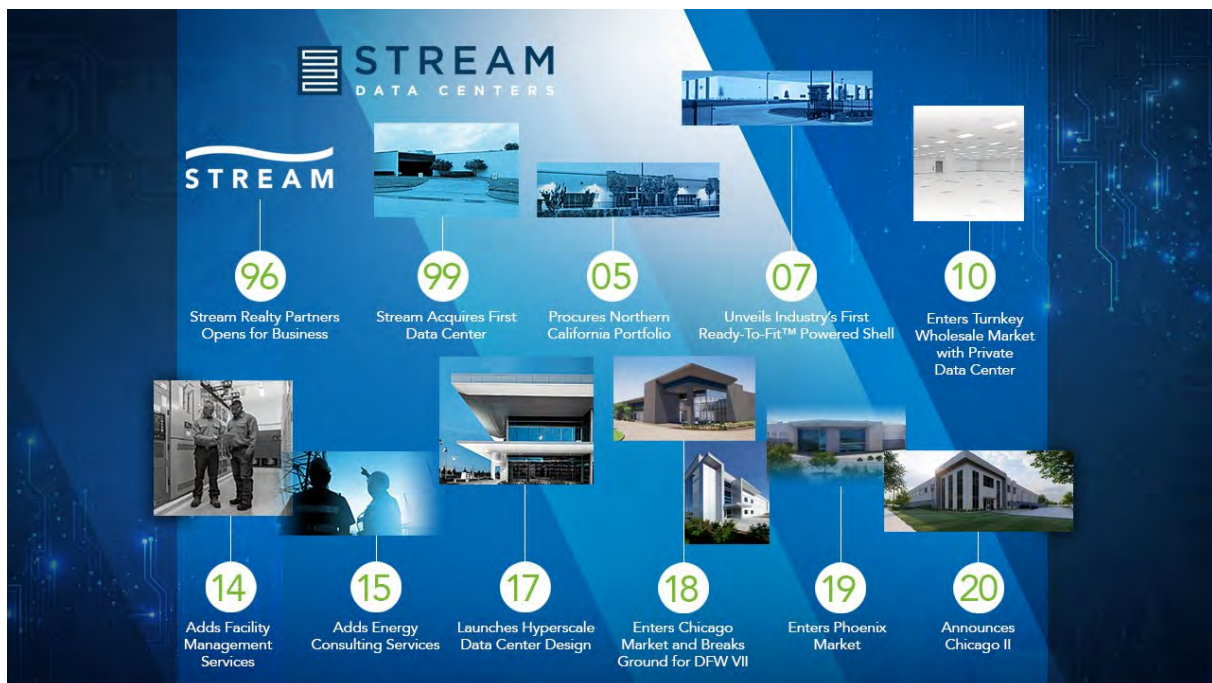 STREAM
DATA CENTERS
STREAM
96
Stream Realty Partners
Opens for Business
99
Stream Acquires First
Data Center
05
Procures Northern
California Portfolio
07
Unveils Industry's First
Ready-To-Fit™ Powered Shell
10
Enters Turnkey
Wholesale Market
with Private
Data Center
14
Adds Facility
Management
Services
15
Adds Energy
Consulting Services
17
Launches Hyperscale
Data Center Design
18
Enters Chicago
Market and Breaks
Ground for DFW VII
19
Enters Phoenix
Market
20
Announces
Chicago II